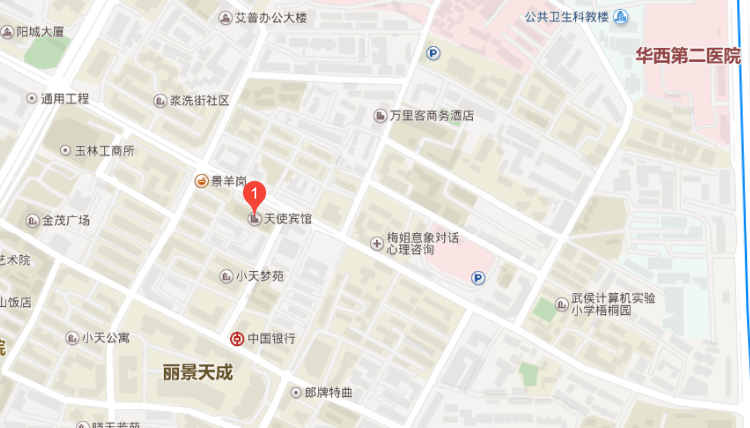 艾普办公大楼
公共卫生科教楼
阳城大厦
P
华西第二医院
通用工程
浆洗街社区
万里客商务酒店
玉林工商所
景羊岗
1
金茂广场
天使宾馆
梅姐意象对话
心理咨询
艺术院
小天梦苑
P
武侯计算机实验
小学梧桐园
山饭店
小天公寓
中国银行
院
丽景天成
郎牌特曲